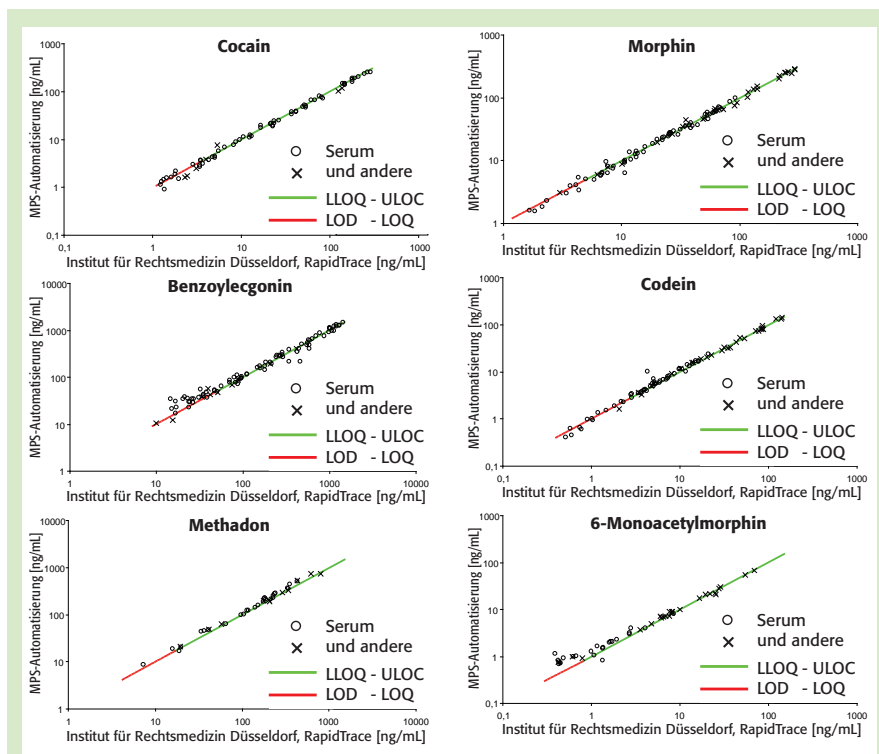 Cocain
MPS-Automatisierung [ng/mL]
1000
100
10
1
0,1
Serum
und andere
LLOQ - ULOC
LOD - LOQ
0,1
1
10
100
1000
Institut für Rechtsmedizin Düsseldorf, RapidTrace [ng/mL]
Morphin
MPS-Automatisierung [ng/mL]
1000
100
10
1
Serum
und andere
LLOQ - ULOC
LOD - LOQ
1
10
100
1000
Institut für Rechtsmedizin Düsseldorf, RapidTrace [ng/mL]
Benzoylecgonin
MPS-Automatisierung [ng/mL]
10000
1000
100
10
1
Serum
und andere
LLOQ - ULOC
LOD - LOQ
1
10
100
1000
10000
Institut für Rechtsmedizin Düsseldorf, RapidTrace [ng/mL]
Codein
MPS-Automatisierung [ng/mL]
1000
100
10
1
0,1
Serum
und andere
LLOQ - ULOC
LOD - LOQ
0,1
1
10
100
1000
Institut für Rechtsmedizin Düsseldorf, RapidTrace [ng/mL]
Methadon
MPS-Automatisierung [ng/mL]
10000
1000
100
10
1
Serum
und andere
LLOQ - ULOC
LOD - LOQ
1
10
100
1000
10000
Institut für Rechtsmedizin Düsseldorf, RapidTrace [ng/mL]
6-Monoacetylmorphin
MPS-Automatisierung [ng/mL]
1000
100
10
1
0,1
Serum
und andere
LLOQ - ULOC
LOD - LOQ
0,1
1
10
100
1000
Institut für Rechtsmedizin Düsseldorf, RapidTrace [ng/mL]